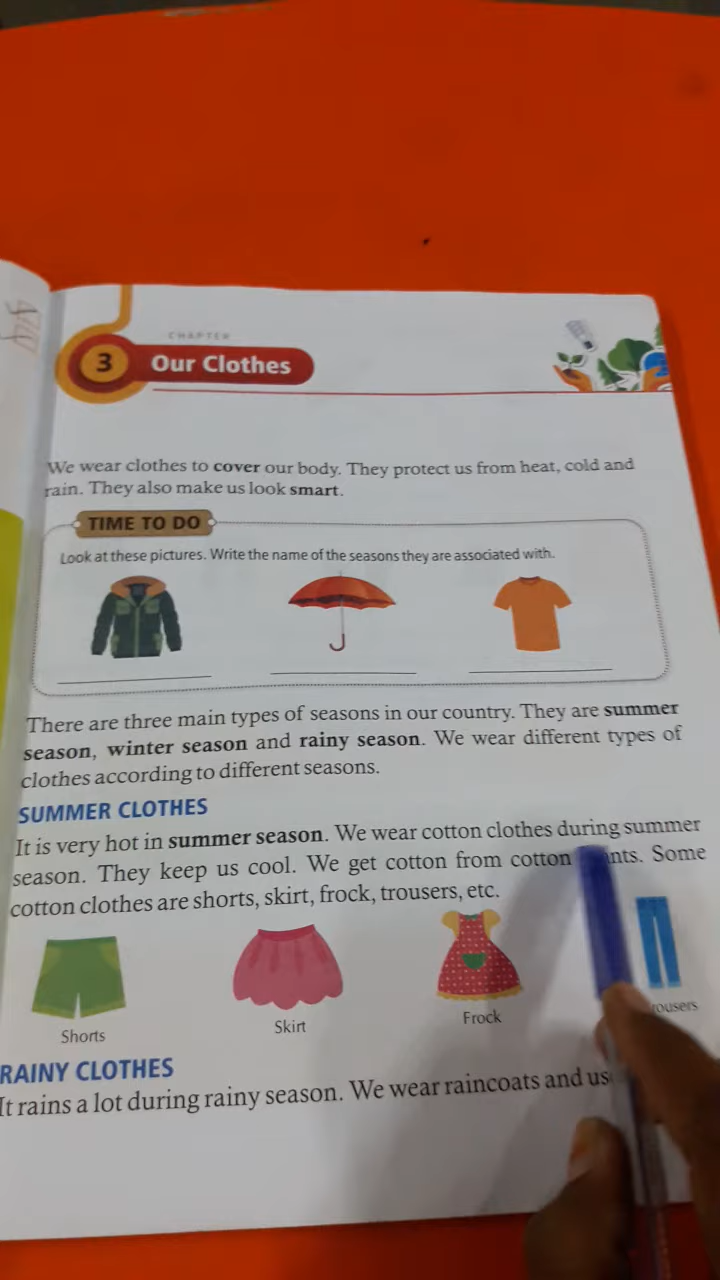 CHAPTER
3 Our Clothes
We wear clothes to cover our body. They protect us from heat, cold and
rain. They also make us look smart.
TIME TO DO
Look at these pictures. Write the name of the seasons they are associated with.
There are three main types of seasons in our country. They are summer
season, winter season and rainy season. We wear different types of
clothes according to different seasons.
SUMMER CLOTHES
It is very hot in summer season. We wear cotton clothes during summer
season. They keep us cool. We get cotton from cotton Some
cotton clothes are shorts, skirt, frock, trousers, etc.
Shorts
Skirt
Frock
RAINY CLOTHES
It rains a lot during rainy season. We wear raincoats and